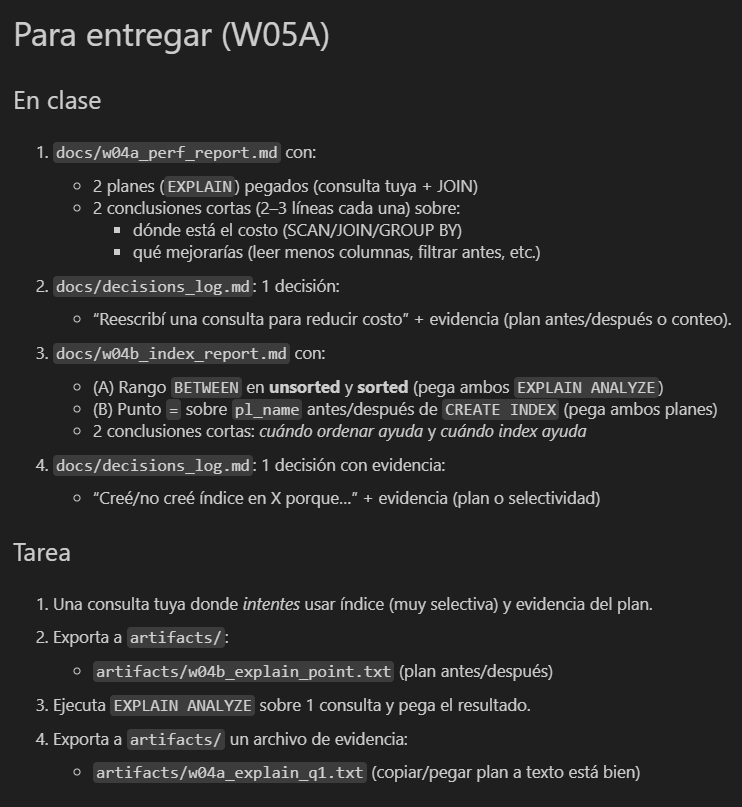 Para entregar (W05A)
En clase
1. docs/w04a_perf_report.md con:
◦ 2 planes (EXPLAIN) pegados (consulta tuya + JOIN)
◦ 2 conclusiones cortas (2–3 líneas cada una) sobre:
▪ dónde está el costo (SCAN/JOIN/GROUP BY)
▪ qué mejorarías (leer menos columnas, filtrar antes, etc.)
2. docs/decisions_log.md: 1 decisión:
◦ “Reescribí una consulta para reducir costo” + evidencia (plan antes/después o conteo).
3. docs/w04b_index_report.md con:
◦ (A) Rango BETWEEN en unsorted y sorted (pega ambos EXPLAIN ANALYZE)
◦ (B) Punto = sobre pl_name antes/después de CREATE INDEX (pega ambos planes)
◦ 2 conclusiones cortas: cuándo ordenar ayuda y cuándo index ayuda
4. docs/decisions_log.md: 1 decisión con evidencia:
◦ “Creé/no creé índice en X porque…” + evidencia (plan o selectividad)
Tarea
1. Una consulta tuya donde intentes usar índice (muy selectiva) y evidencia del plan.
2. Exporta a artifacts/:
◦ artifacts/w04b_explain_point.txt (plan antes/después)
3. Ejecuta EXPLAIN ANALYZE sobre 1 consulta y pega el resultado.
4. Exporta a artifacts/ un archivo de evidencia:
◦ artifacts/w04a_explain_q1.txt (copiar/pegar plan a texto está bien)